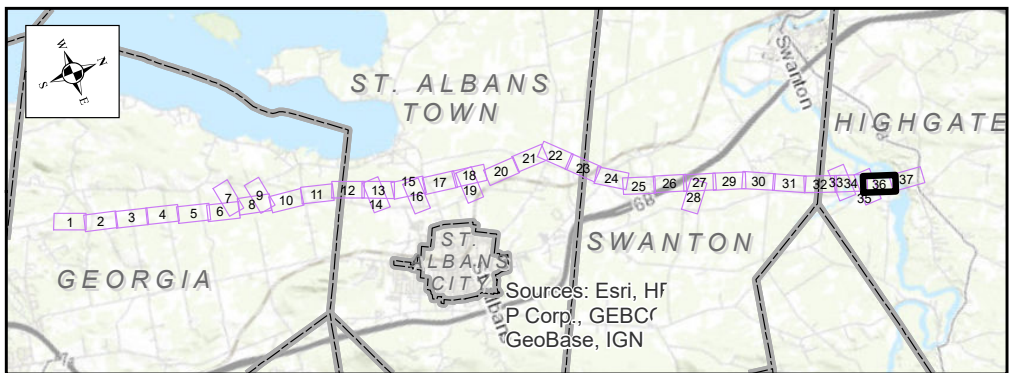 W
N
S
E
ST. ALBANS
TOWN
Swanton
HIGHGATE
GEORGIA
ST.
LBANS
CITY
SWANTON
68
Sources: Esri, HE
P Corp., GEBCO
GeoBase, IGN
1 2 3 4 5 6 7 8 9 10 11 12 13 14 15 16 17 18 19 20 21 22 23 24 25 26 27 28 29 30 31 32 33 34 35 36 37